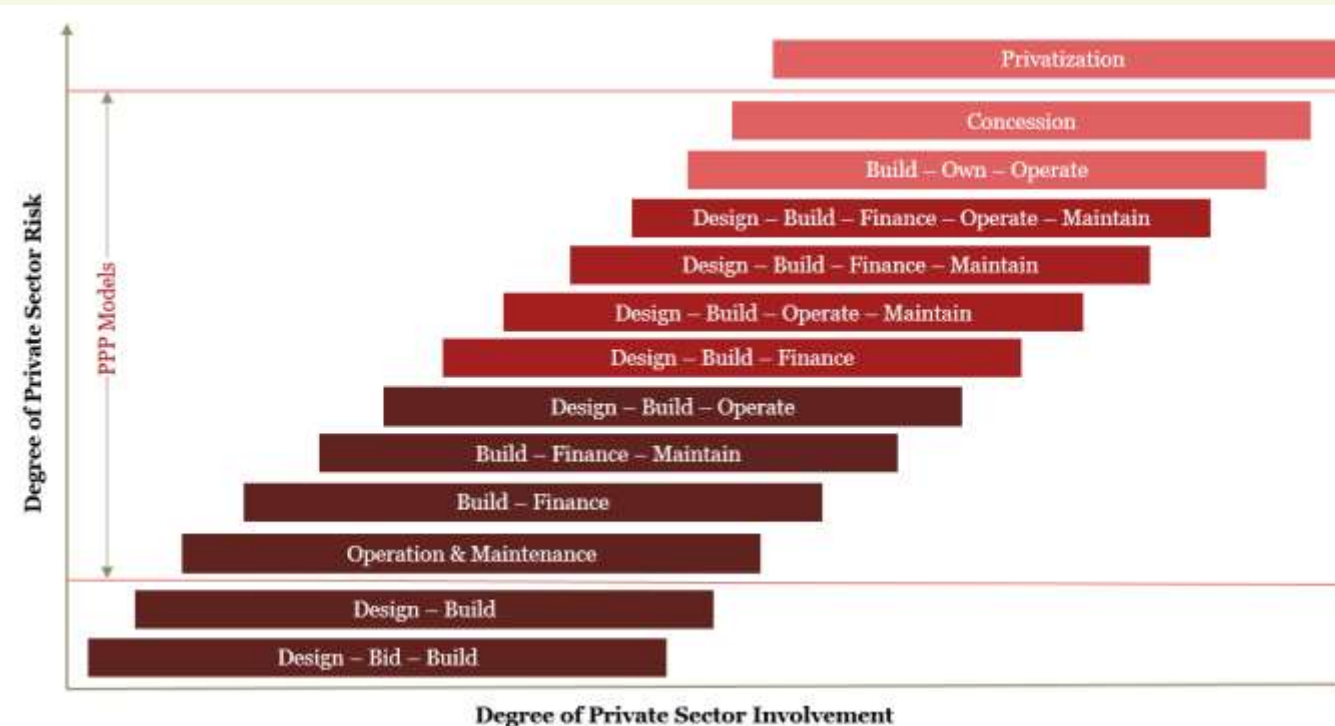 Privatization
Concession
Build – Own – Operate
Design – Build – Finance – Operate – Maintain
Design – Build – Finance – Maintain
Design – Build – Operate – Maintain
Design – Build – Finance
Design – Build – Operate
Build – Finance – Maintain
Build – Finance
Operation & Maintenance
Design – Build
Design – Bid – Build
PPP Models
Degree of Private Sector Risk
Degree of Private Sector Involvement